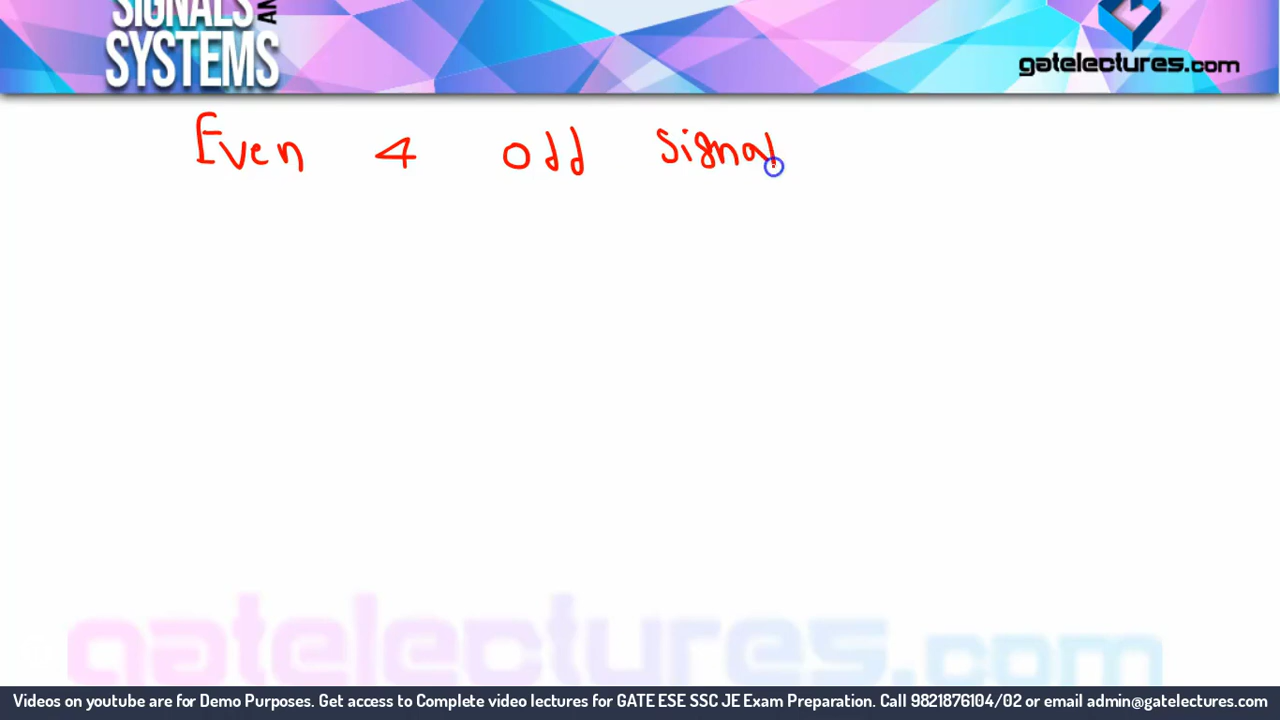 SIGNALS AND
SYSTEMS
gatelectures.com
Even & odd signal
gatelectures.com
Videos on youtube are for Demo Purposes. Get access to Complete video lectures for GATE ESE SSC JE Exam Preparation. Call 9821876104/02 or email admin@gatelectures.com